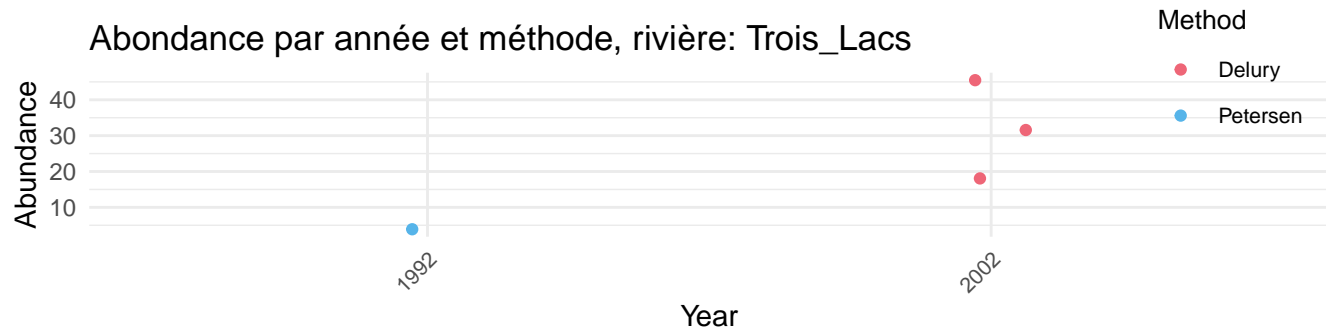 Abondance par année et méthode, rivière: Trois_Lacs
Method
Delury
Petersen
Abundance
40
30
20
10
1992
2002
Year